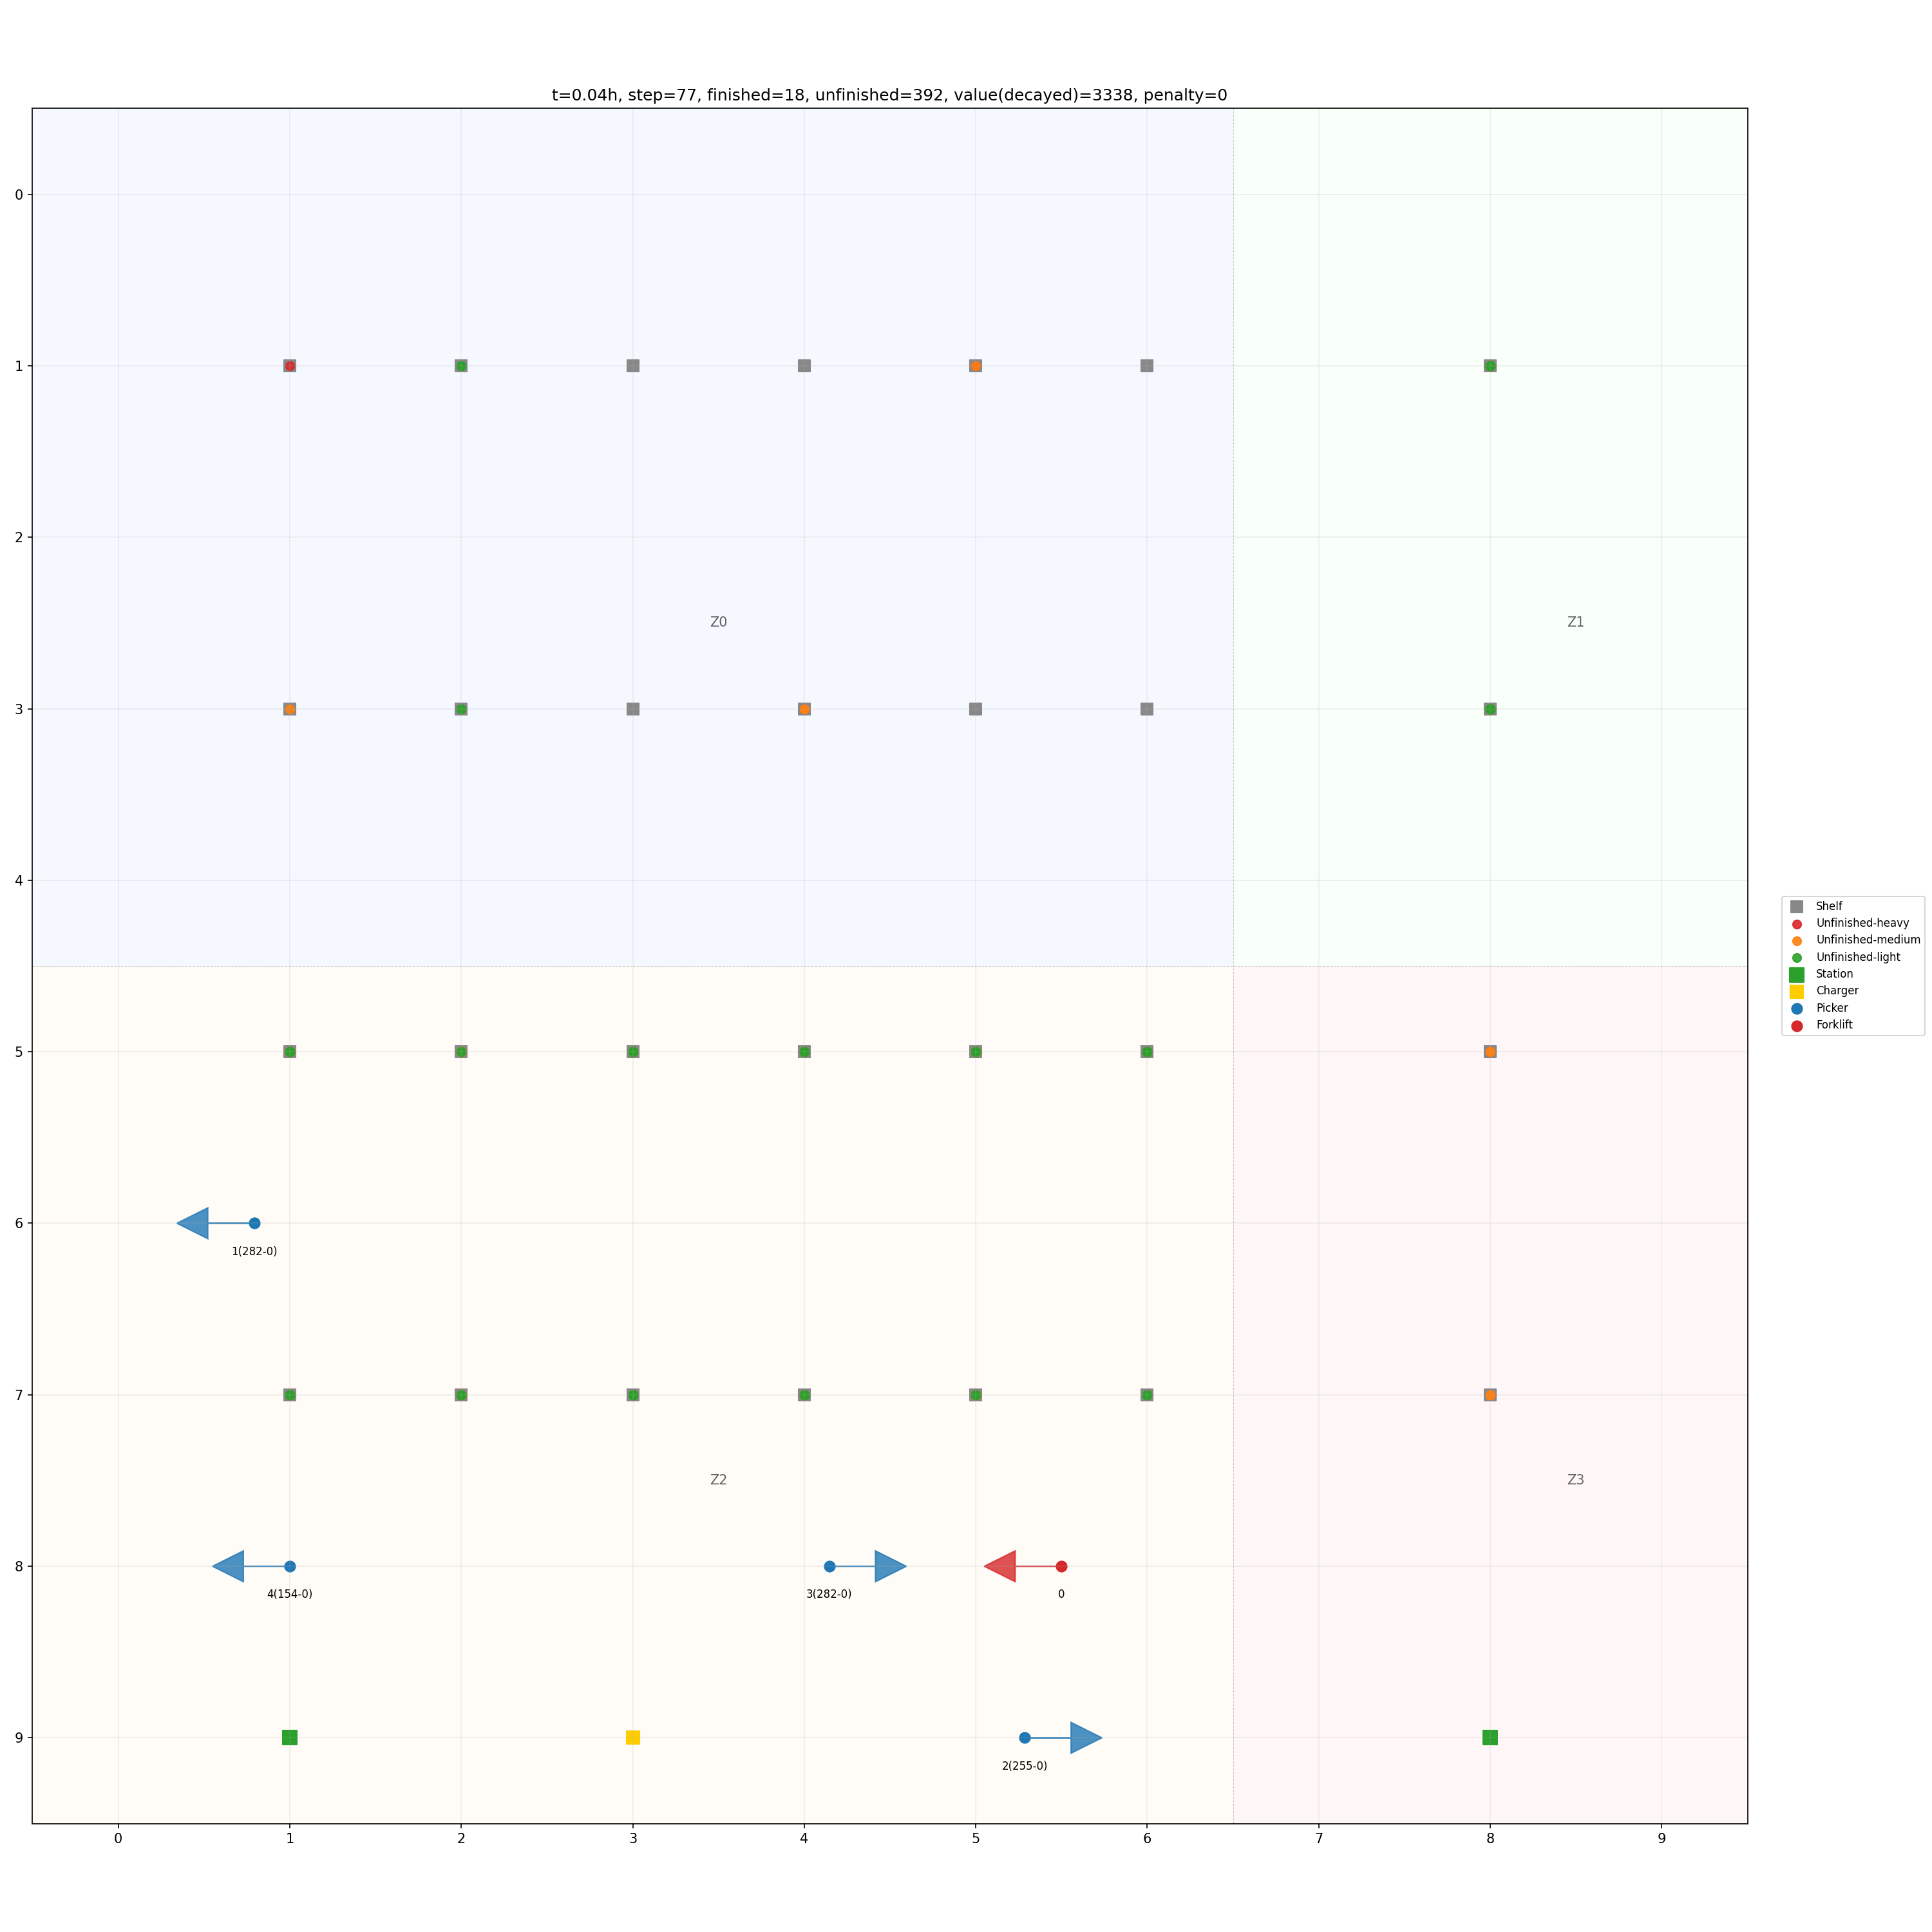 t=0.04h, step=77, finished=18, unfinished=392, value(decayed)=3338, penalty=0
0
1
2
Z0
Z1
3
4
Shelf
Unfinished-heavy
Unfinished-medium
Unfinished-light
Station
Charger
Picker
Forklift
5
6
1(282-0)
7
Z2
Z3
8
4(154-0)
3(282-0)
0
9
2(255-0)
0
1
2
3
4
5
6
7
8
9